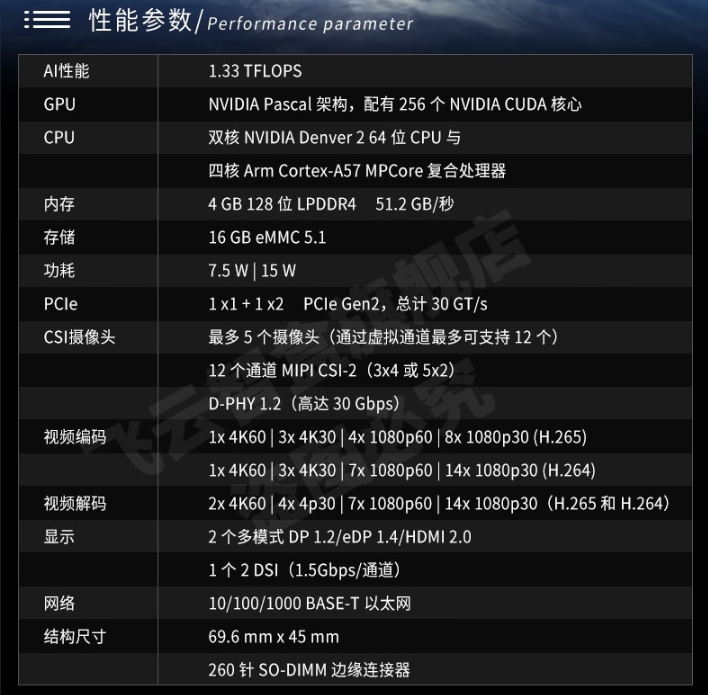 性能参数/Performance parameter
AI性能 1.33 TFLOPS
GPU NVIDIA Pascal 架构，配有 256 个 NVIDIA CUDA 核心
CPU 双核 NVIDIA Denver 2 64 位 CPU 与
四核 Arm Cortex-A57 MPCore 复合处理器
内存 4 GB 128 位 LPDDR4 51.2 GB/秒
存储 16 GB eMMC 5.1
功耗 7.5 W | 15 W
PCIe 1 x1 + 1 x2 PCIe Gen2，总计 30 GT/s
CSI摄像头 最多 5 个摄像头（通过虚拟通道最多可支持 12 个）
12 个通道 MIPI CSI-2（3x4 或 5x2）
D-PHY 1.2（高达 30 Gbps）
视频编码 1x 4K60 | 3x 4K30 | 4x 1080p60 | 8x 1080p30 (H.265)
1x 4K60 | 3x 4K30 | 7x 1080p60 | 14x 1080p30 (H.264)
视频解码 2x 4K60 | 4x 4p30 | 7x 1080p60 | 14x 1080p30（H.265 和 H.264）
显示 2 个多模式 DP 1.2/eDP 1.4/HDMI 2.0
1 个 2 DSI（1.5Gbps/通道）
网络 10/100/1000 BASE-T 以太网
结构尺寸 69.6 mm x 45 mm
260 针 SO-DIMM 边缘连接器